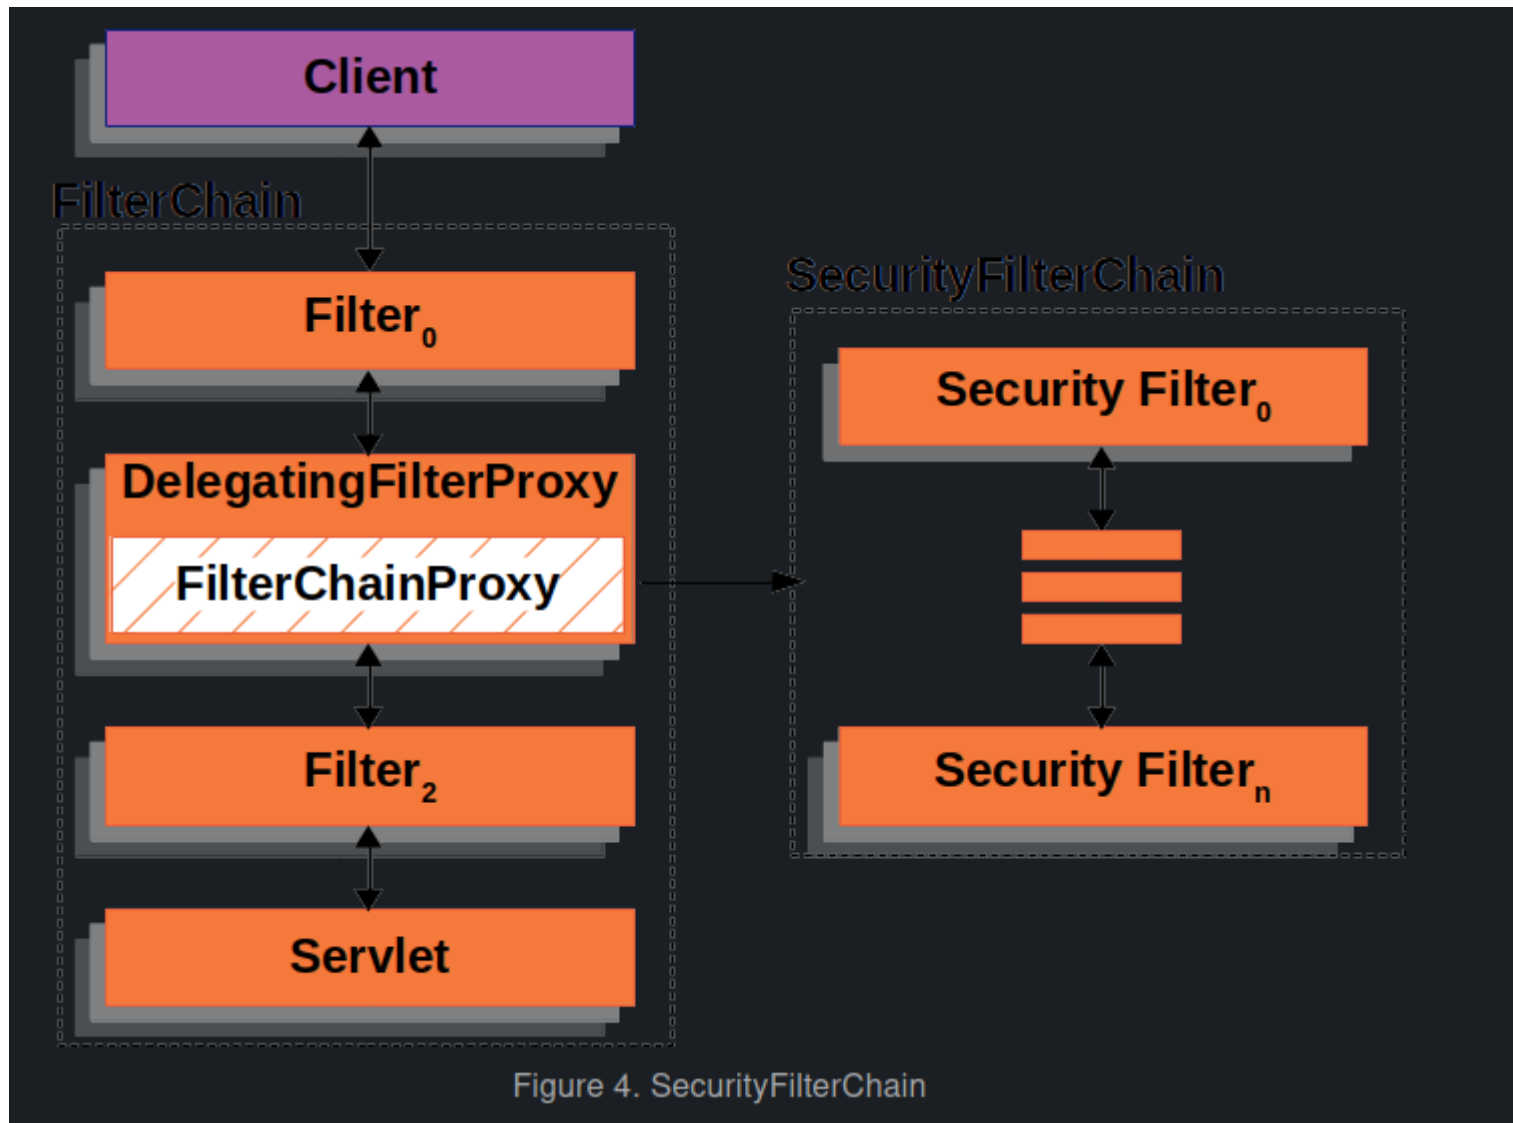 Client
FilterChain
Filter0
DelegatingFilterProxy
FilterChainProxy
Filter2
Servlet
SecurityFilterChain
Security Filter0
Security Filtern
Figure 4. SecurityFilterChain